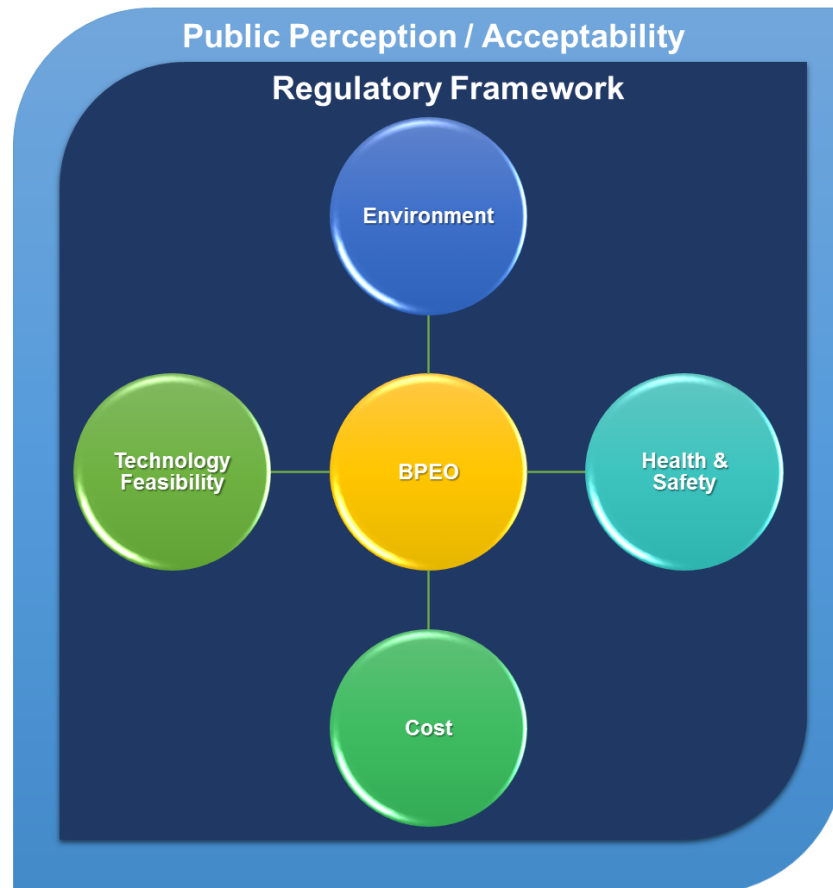 Public Perception / Acceptability
Regulatory Framework
Environment
Technology
Feasibility
BPEO
Health &
Safety
Cost